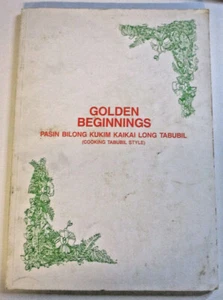 GOLDEN
BEGINNINGS
PASIN BILONG KUKIM KAIKAI LONG TABUBIL
(COOKING TABUBIL STYLE)